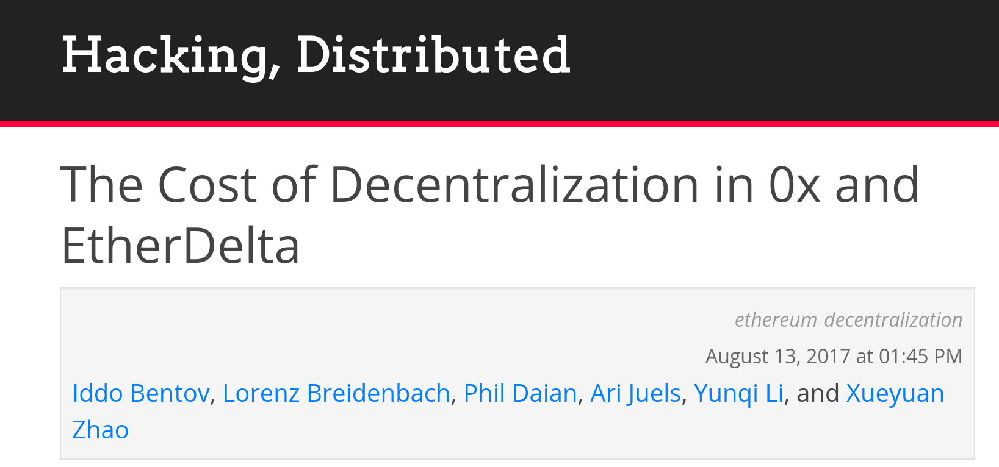 Hacking, Distributed
The Cost of Decentralization in 0x and
EtherDelta
ethereum decentralization
August 13, 2017 at 01:45 PM
Iddo Bentov, Lorenz Breidenbach, Phil Daian, Ari Juels, Yunqi Li, and Xueyuan
Zhao